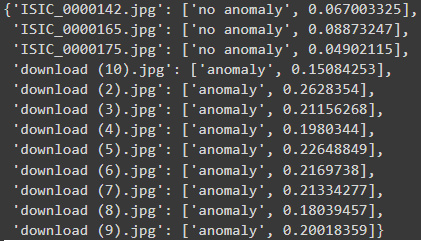 {'ISIC_0000142.jpg': ['no anomaly', 0.067003325],
'ISIC_0000165.jpg': ['no anomaly', 0.08873247],
'ISIC_0000175.jpg': ['no anomaly', 0.04902115],
'download (10).jpg': ['anomaly', 0.15084253],
'download (2).jpg': ['anomaly', 0.2628354],
'download (3).jpg': ['anomaly', 0.21156268],
'download (4).jpg': ['anomaly', 0.1980344],
'download (5).jpg': ['anomaly', 0.22648849],
'download (6).jpg': ['anomaly', 0.2169738],
'download (7).jpg': ['anomaly', 0.21334277],
'download (8).jpg': ['anomaly', 0.18039457],
'download (9).jpg': ['anomaly', 0.20018359]}